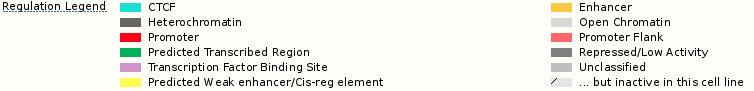 Regulation Legend
CTCF
Heterochromatin
Promoter
Predicted Transcribed Region
Transcription Factor Binding Site
Predicted Weak enhancer/Cis-reg element
Enhancer
Open Chromatin
Promoter Flank
Repressed/Low Activity
Unclassified
... but inactive in this cell line